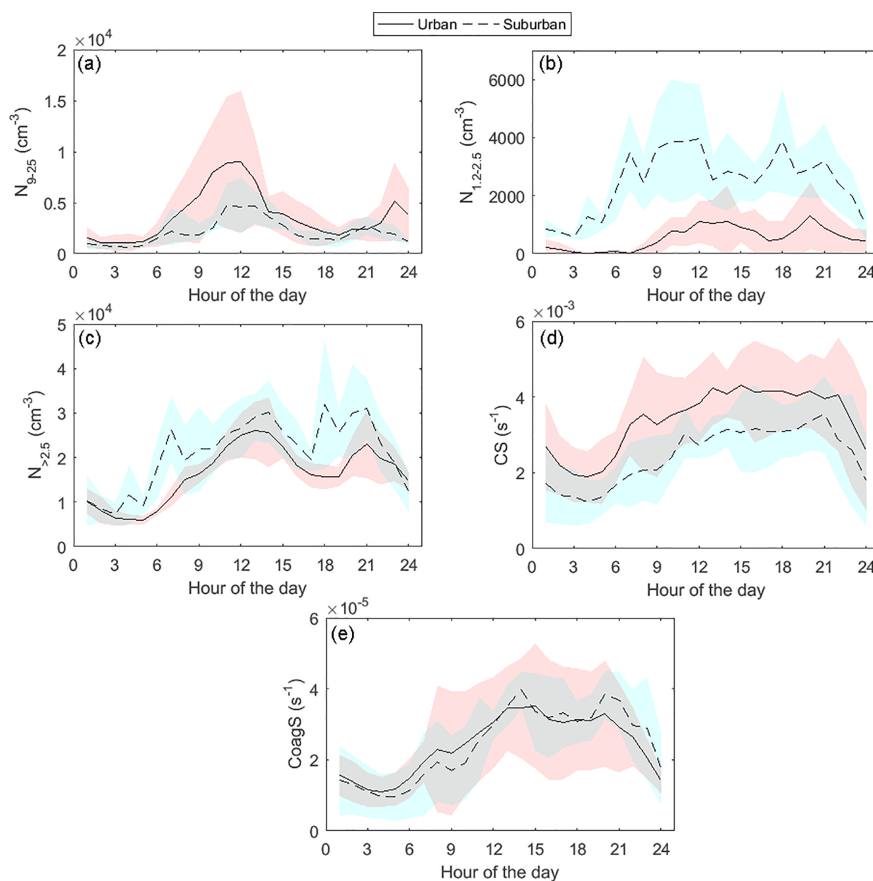 Urban Suburban
(a)
×10⁴
2
1.5
1
0.5
0
N9-25 (cm⁻³)
0 3 6 9 12 15 18 21 24
Hour of the day
(b)
6000
4000
2000
0
N1.2-2.5 (cm⁻³)
0 3 6 9 12 15 18 21 24
Hour of the day
(c)
×10⁴
5
4
3
2
1
0
N>2.5 (cm⁻³)
0 3 6 9 12 15 18 21 24
Hour of the day
(d)
×10⁻³
6
4
2
0
CS (s⁻¹)
0 3 6 9 12 15 18 21 24
Hour of the day
(e)
×10⁻⁵
6
4
2
0
CoagS (s⁻¹)
0 3 6 9 12 15 18 21 24
Hour of the day